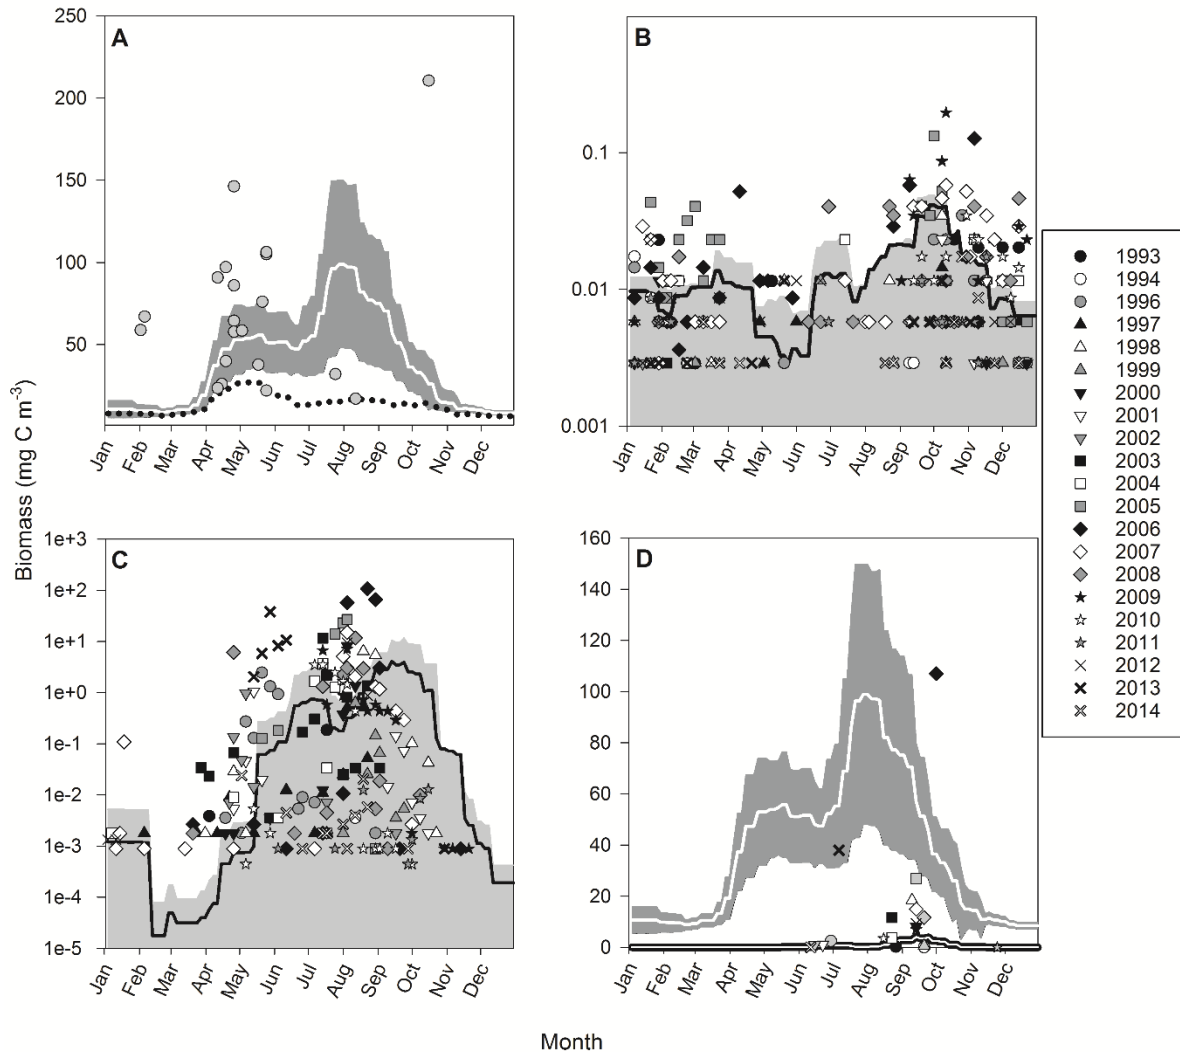 Biomass (mg C m-3)
A
250
200
150
100
50
Jan Feb Mar Apr May Jun Jul Aug Sep Oct Nov Dec
B
0.1
0.01
0.001
Jan Feb Mar Apr May Jun Jul Aug Sep Oct Nov Dec
C
1e+3
1e+2
1e+1
1e+0
1e-1
1e-2
1e-3
1e-4
1e-5
Jan Feb Mar Apr May Jun Jul Aug Sep Oct Nov Dec
D
160
140
120
100
80
60
40
20
0
Jan Feb Mar Apr May Jun Jul Aug Sep Oct Nov Dec
Month
1993
1994
1996
1997
1998
1999
2000
2001
2002
2003
2004
2005
2006
2007
2008
2009
2010
2011
2012
2013
2014